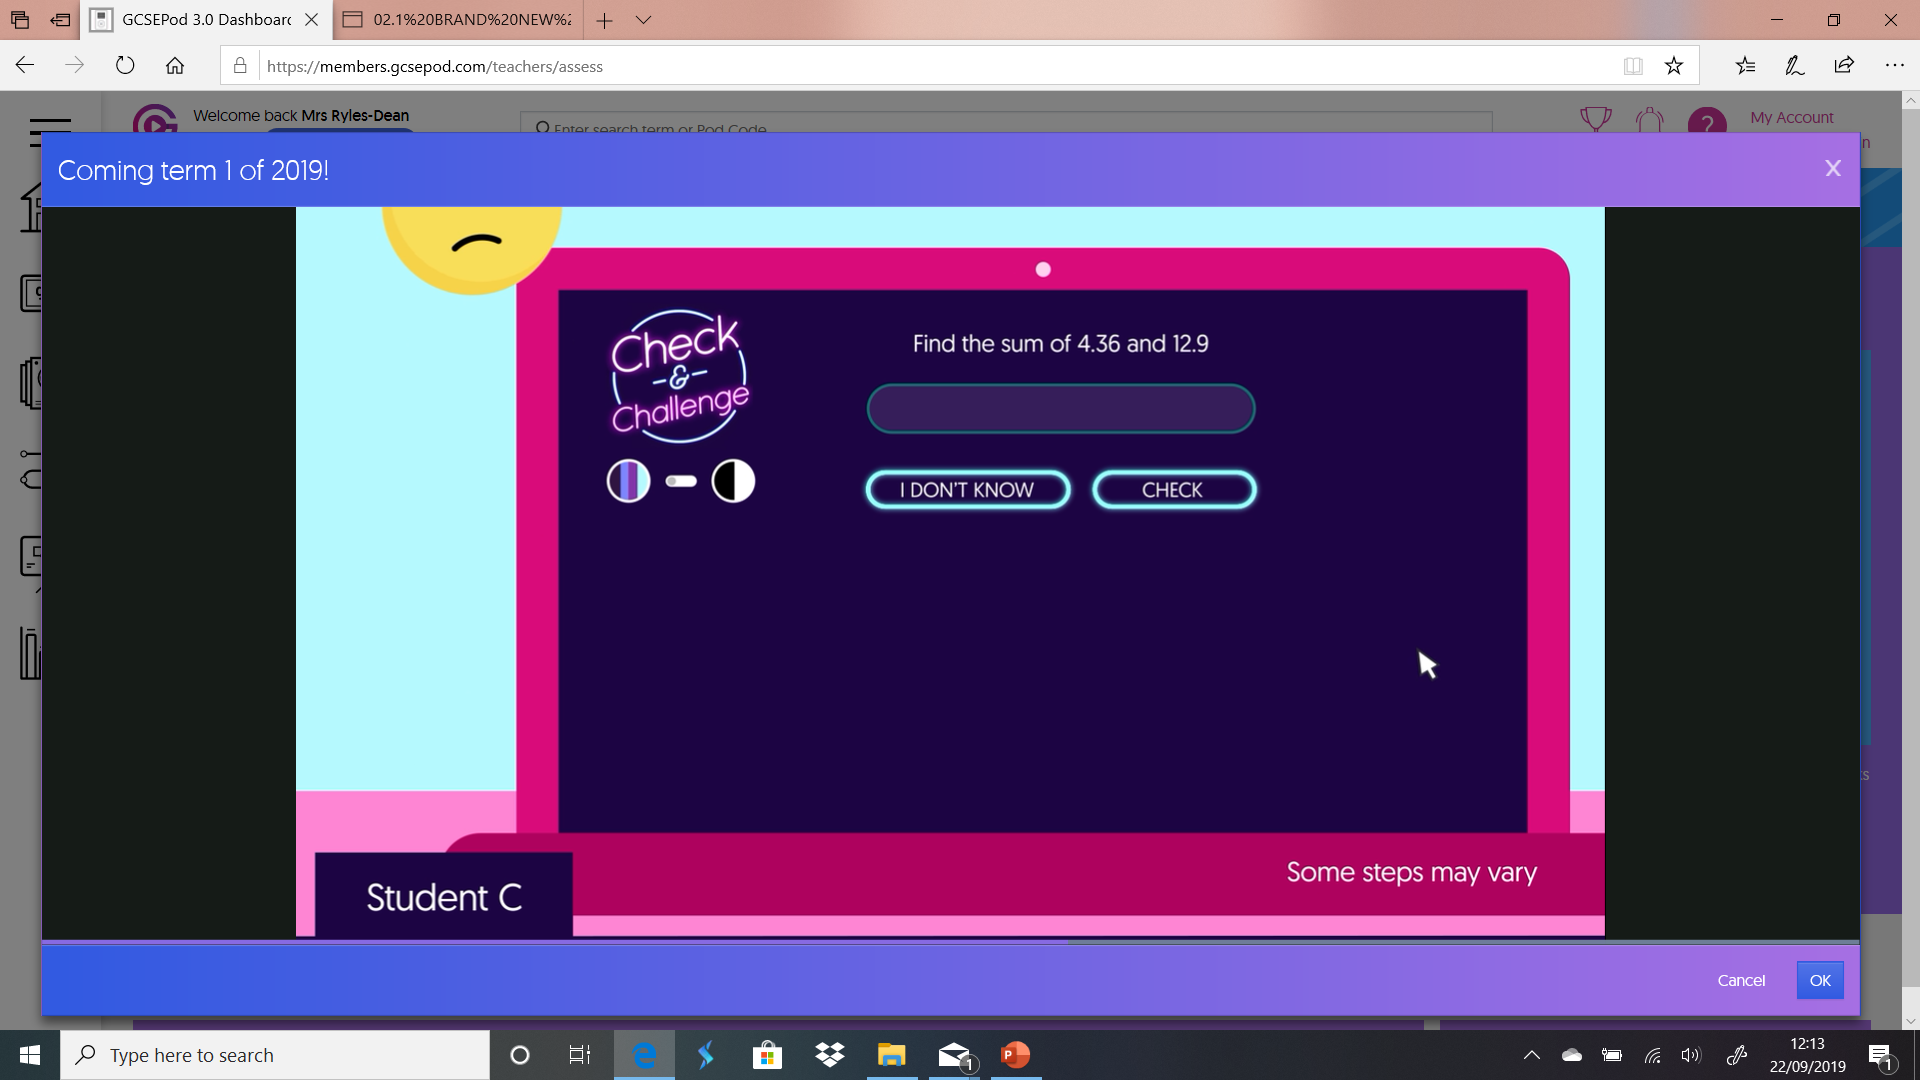 GCSEPod 3.0 Dashboard
02.1%20BRAND%20NEW%2
https://members.gcsepod.com/teachers/assess
Welcome back Mrs Ryles-Dean
Enter search term or Pod Code
?
My Account
Coming term 1 of 2019!
X
Check
&
Challenge
Find the sum of 4.36 and 12.9
I DON'T KNOW
CHECK
Some steps may vary
Student C
Cancel
OK
Type here to search
1
12:13
22/09/2019
1